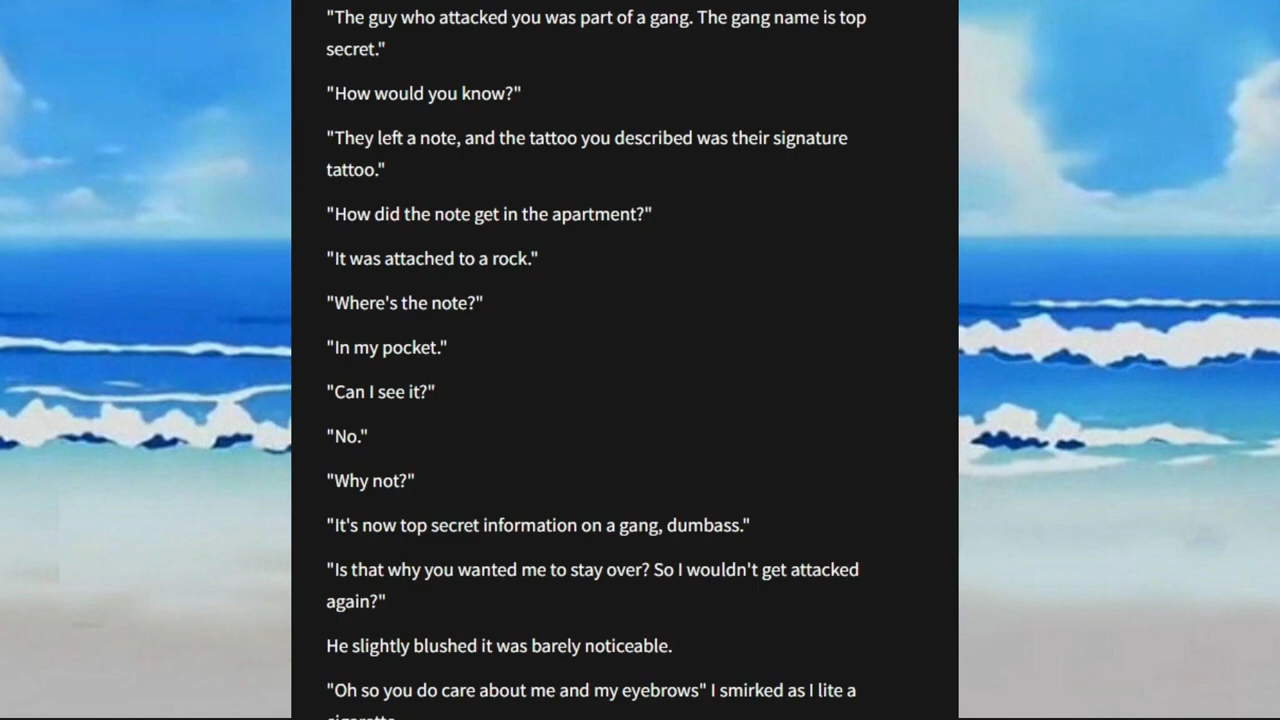 "The guy who attacked you was part of a gang. The gang name is top
secret."
"How would you know?"
"They left a note, and the tattoo you described was their signature
tattoo."
"How did the note get in the apartment?"
"It was attached to a rock."
"Where's the note?"
"In my pocket."
"Can I see it?"
"No."
"Why not?"
"It's now top secret information on a gang, dumbass."
"Is that why you wanted me to stay over? So I wouldn't get attacked
again?"
He slightly blushed it was barely noticeable.
"Oh so you do care about me and my eyebrows" I smirked as I lite a